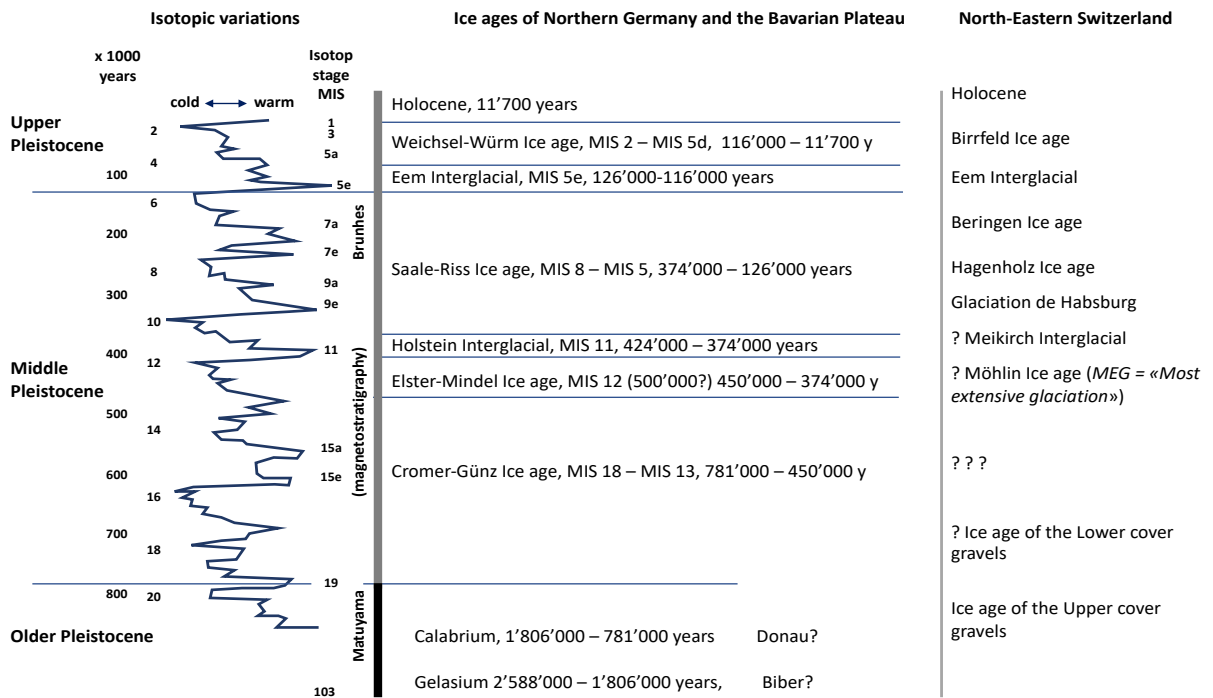 Isotopic variations
Ice ages of Northern Germany and the Bavarian Plateau
North-Eastern Switzerland
x 1000
years
Isotop
stage
MIS
cold
warm
Upper
Pleistocene
Middle
Pleistocene
Older Pleistocene
100
200
300
400
500
600
700
800
2
4
6
8
10
12
14
16
18
20
1
3
5a
5e
7a
7e
9a
9e
11
15a
15e
19
103
Brunhes
(magnetostratigraphy)
Matuyama
Holocene, 11’700 years
Weichsel-Würm Ice age, MIS 2 – MIS 5d, 116’000 – 11’700 y
Eem Interglacial, MIS 5e, 126’000-116’000 years
Saale-Riss Ice age, MIS 8 – MIS 5, 374’000 – 126’000 years
Holstein Interglacial, MIS 11, 424’000 – 374’000 years
Elster-Mindel Ice age, MIS 12 (500’000?) 450’000 – 374’000 y
Cromer-Günz Ice age, MIS 18 – MIS 13, 781’000 – 450’000 y
Calabrium, 1’806’000 – 781’000 years Donau?
Gelasium 2’588’000 – 1’806’000 years, Biber?
Holocene
Birrfeld Ice age
Eem Interglacial
Beringen Ice age
Hagenholz Ice age
Glaciation de Habsburg
? Meikirch Interglacial
? Möhlin Ice age (MEG = «Most
extensive glaciation»)
? ? ?
? Ice age of the Lower cover
gravels
Ice age of the Upper cover
gravels